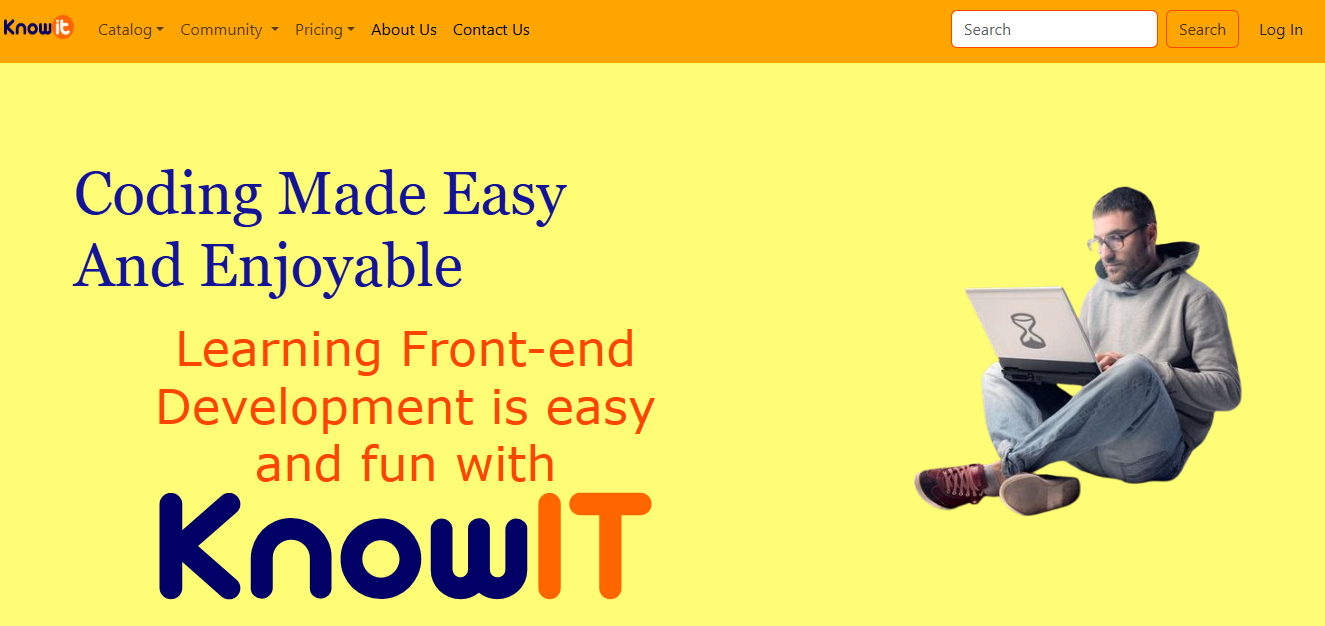 Knowit Catalog Community Pricing About Us Contact Us Search Search Log In
Coding Made Easy
And Enjoyable
Learning Front-end
Development is easy
and fun with
KnowIT